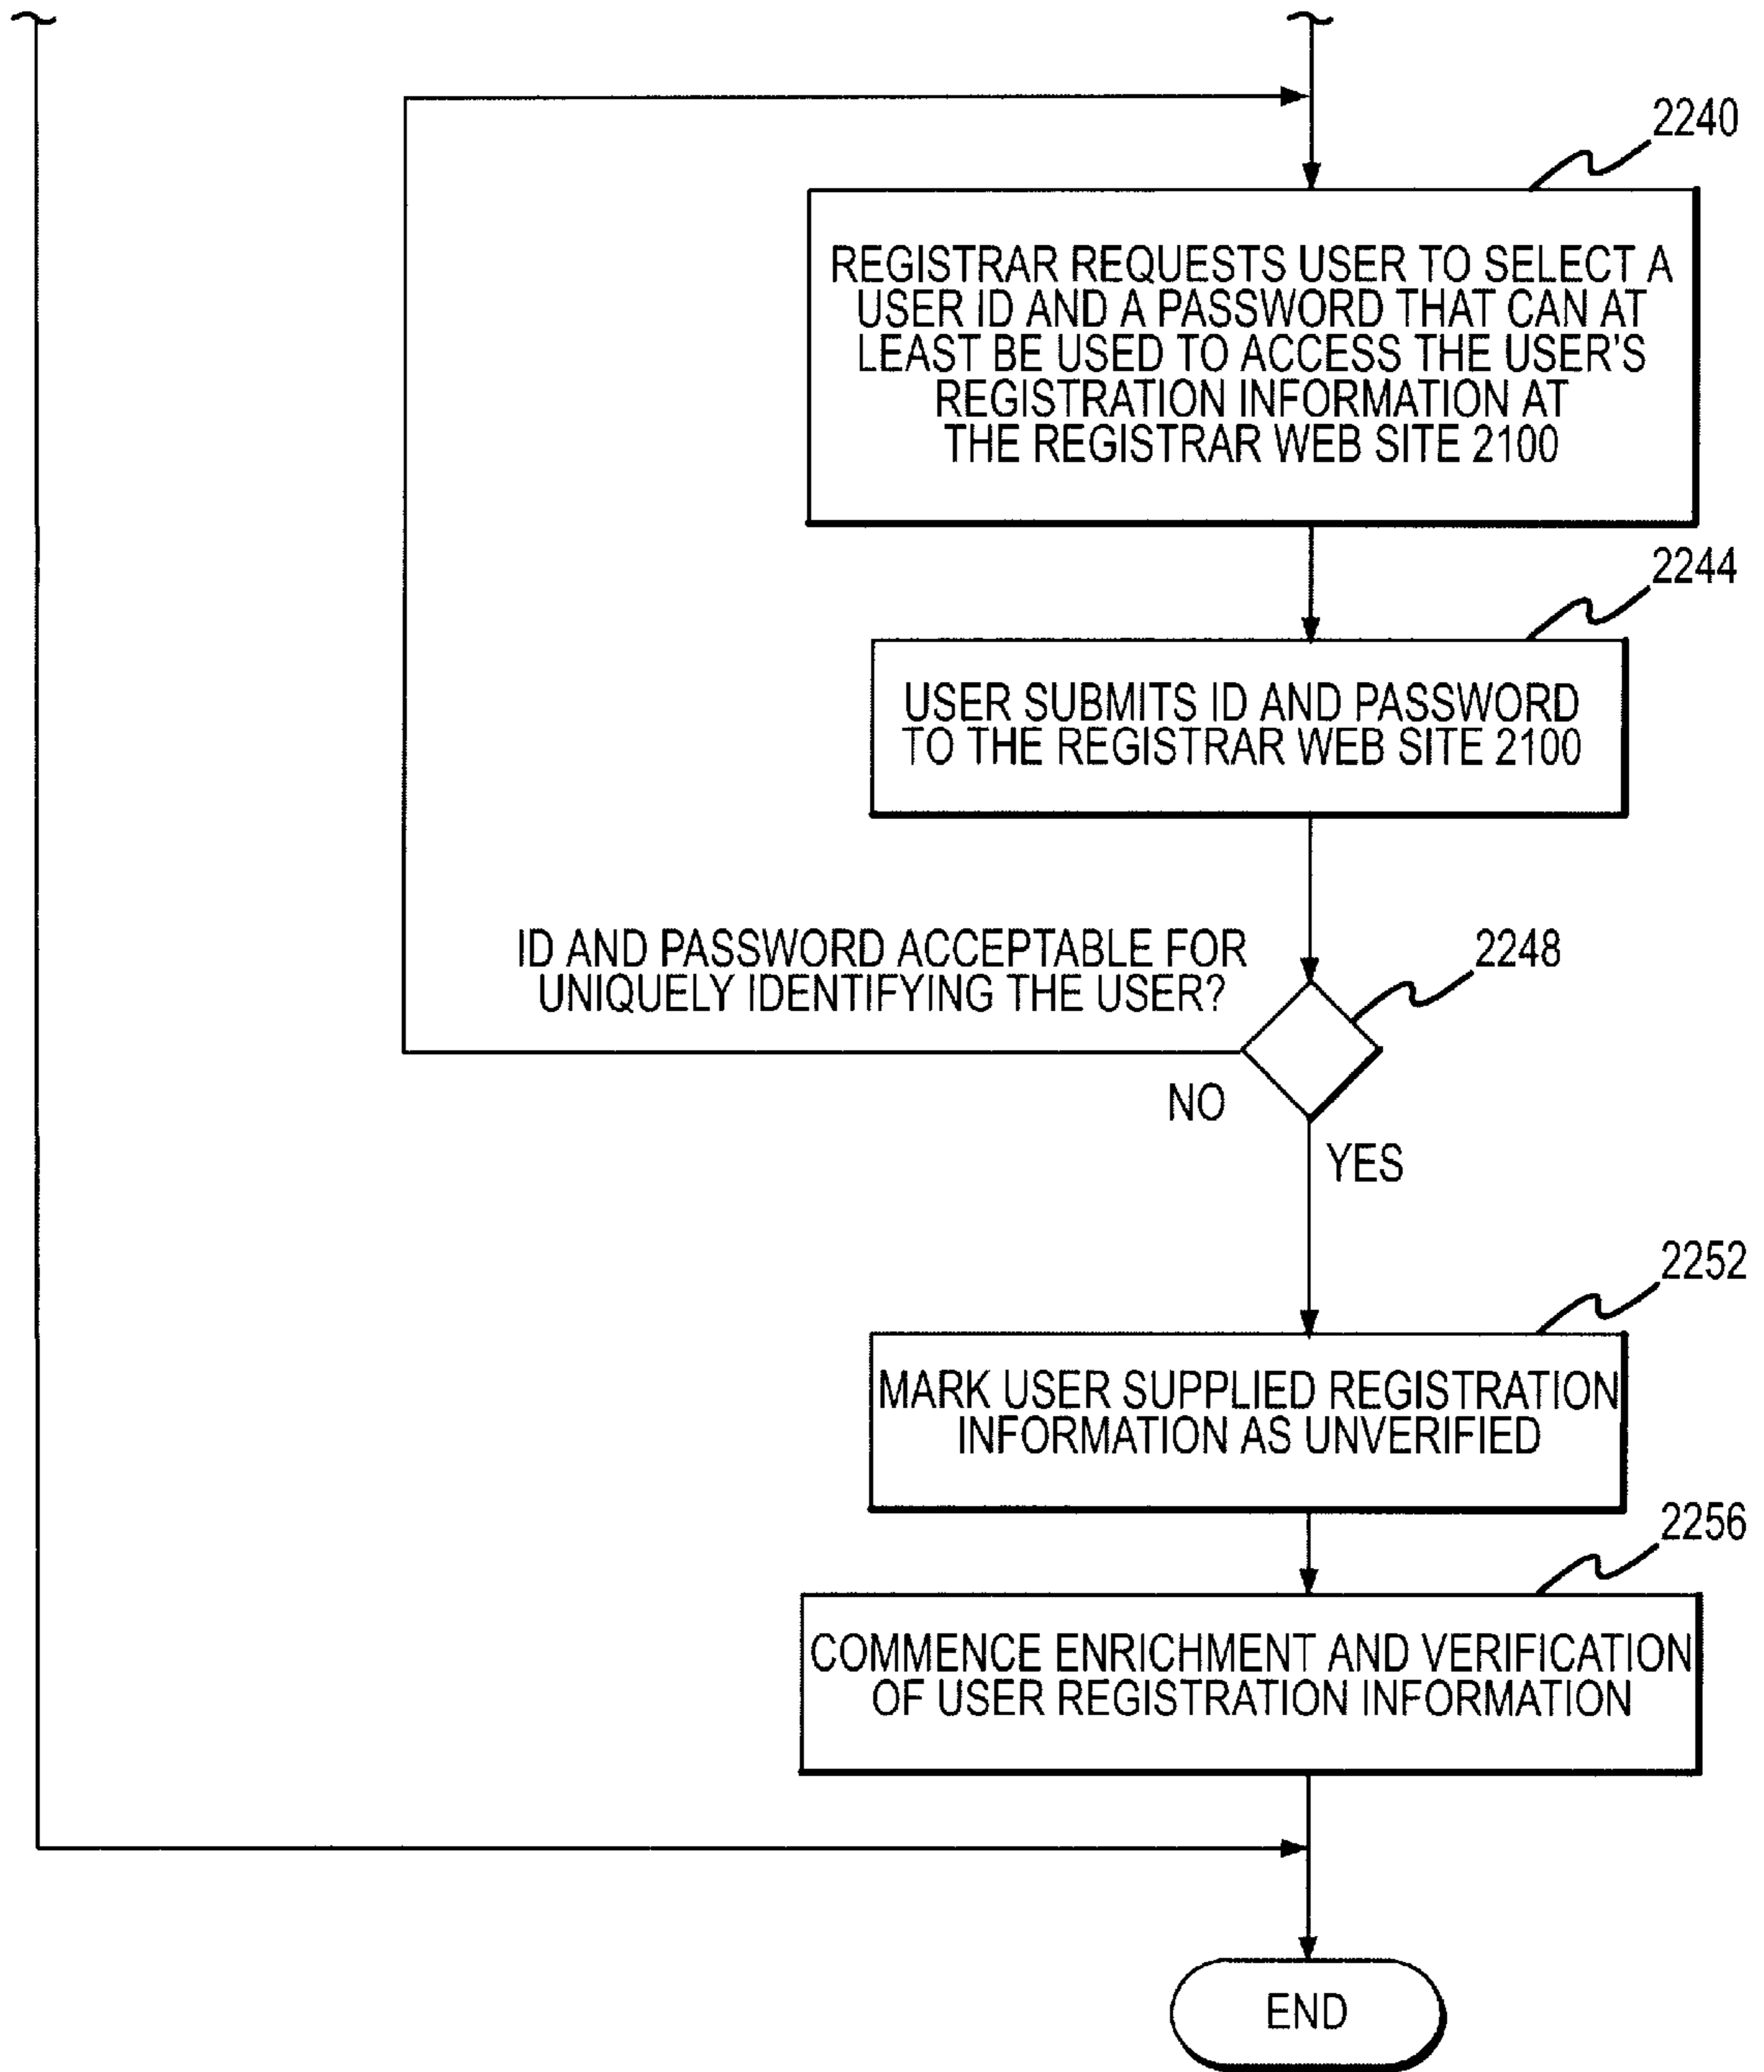 2240
REGISTRAR REQUESTS USER TO SELECT A
USER ID AND A PASSWORD THAT CAN AT
LEAST BE USED TO ACCESS THE USER'S
REGISTRATION INFORMATION AT
THE REGISTRAR WEB SITE 2100
2244
USER SUBMITS ID AND PASSWORD
TO THE REGISTRAR WEB SITE 2100
ID AND PASSWORD ACCEPTABLE FOR
UNIQUELY IDENTIFYING THE USER?
2248
NO
YES
2252
MARK USER SUPPLIED REGISTRATION
INFORMATION AS UNVERIFIED
2256
COMMENCE ENRICHMENT AND VERIFICATION
OF USER REGISTRATION INFORMATION
END